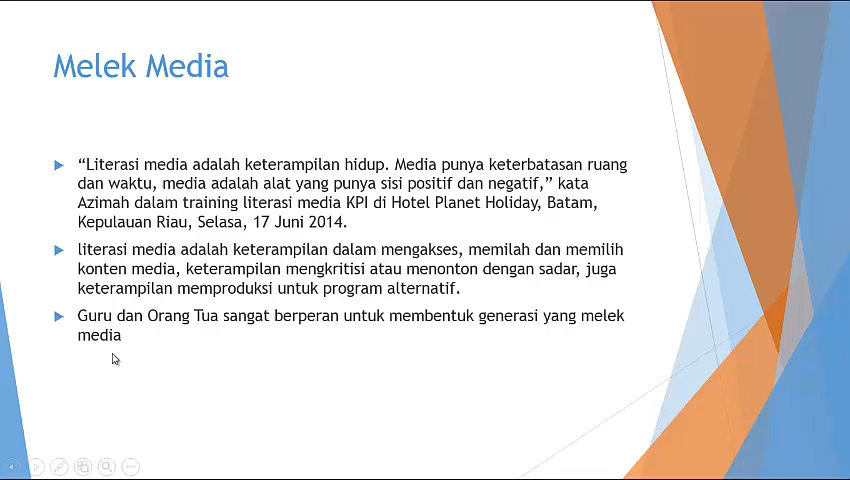 Melek Media
“Literasi media adalah keterampilan hidup. Media punya keterbatasan ruang
dan waktu, media adalah alat yang punya sisi positif dan negatif,” kata
Azimah dalam training literasi media KPI di Hotel Planet Holiday, Batam,
Kepulauan Riau, Selasa, 17 Juni 2014.
literasi media adalah keterampilan dalam mengakses, memilah dan memilih
konten media, keterampilan mengkritisi atau menonton dengan sadar, juga
keterampilan memproduksi untuk program alternatif.
Guru dan Orang Tua sangat berperan untuk membentuk generasi yang melek
media